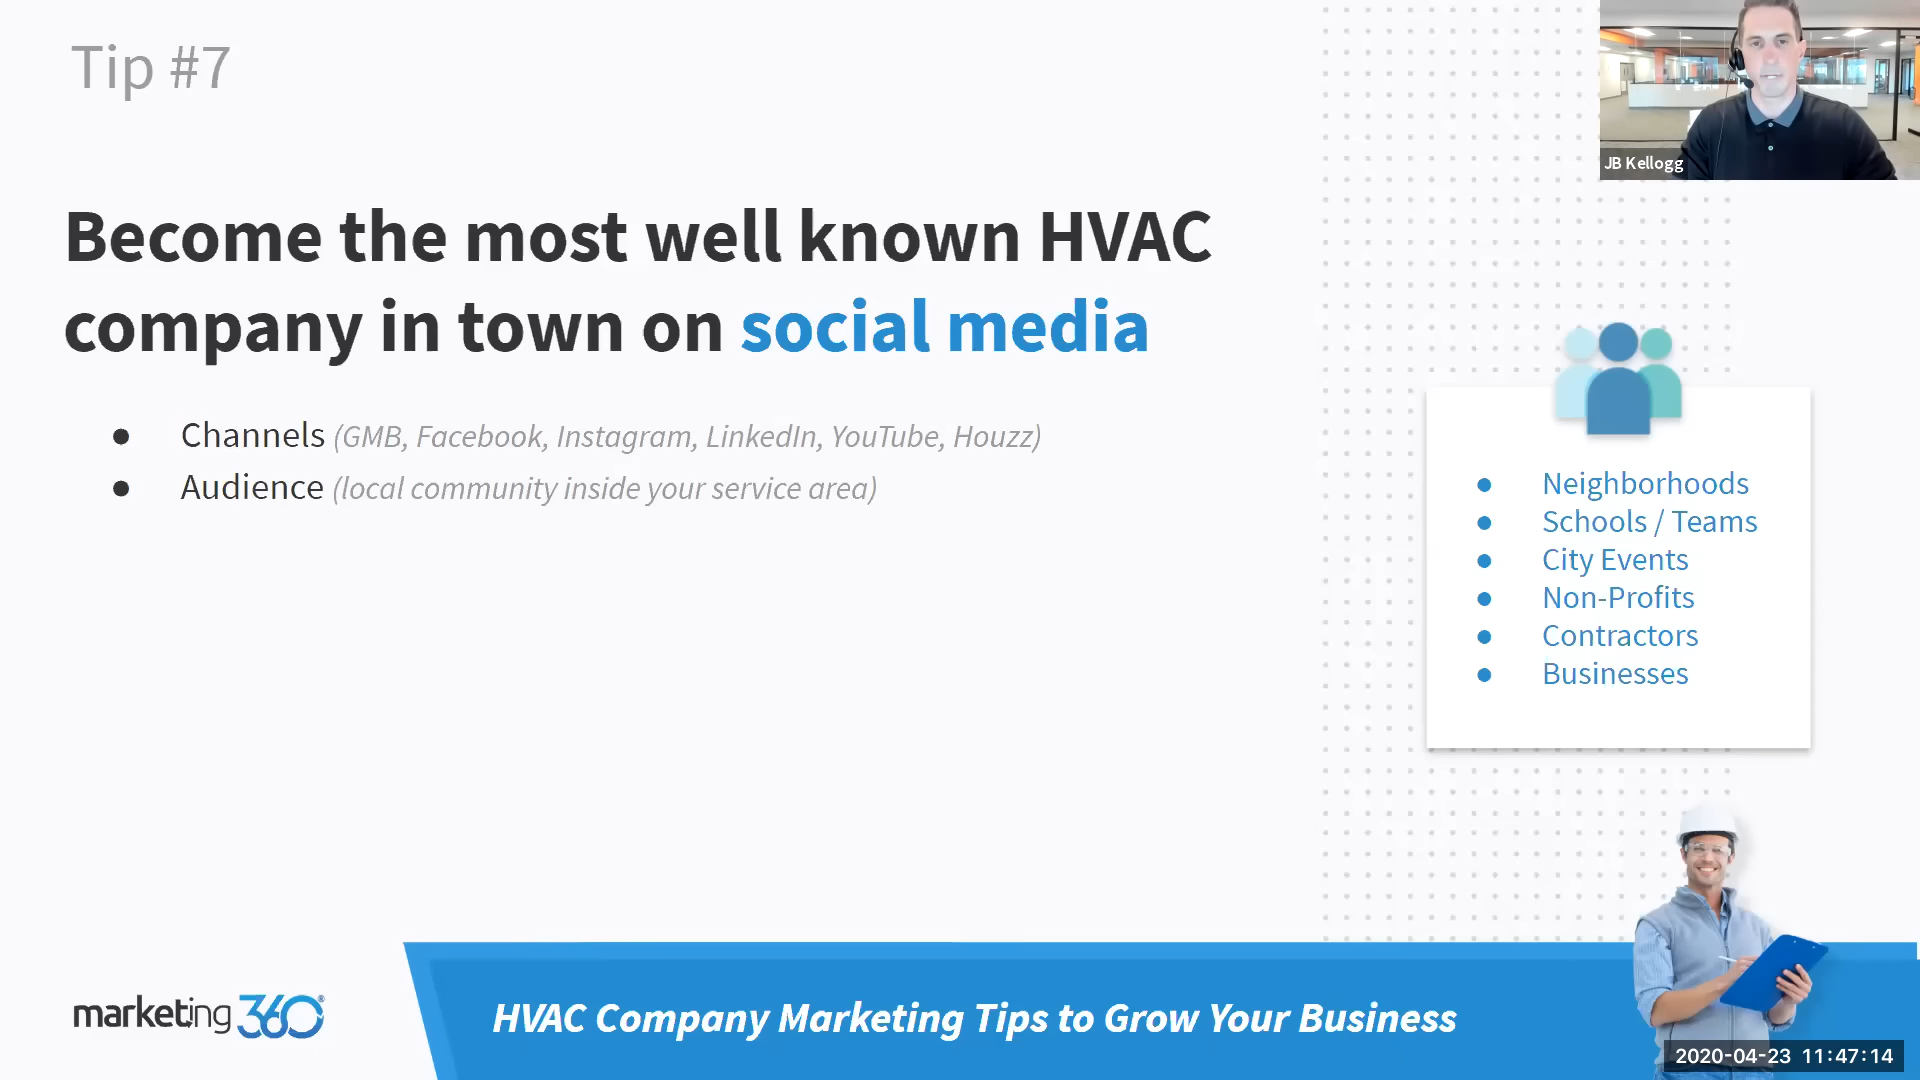 Tip #7
JB Kellogg
Become the most well known HVAC
company in town on social media
● Channels (GMB, Facebook, Instagram, LinkedIn, YouTube, Houzz)
● Audience (local community inside your service area)
● Neighborhoods
● Schools / Teams
● City Events
● Non-Profits
● Contractors
● Businesses
marketing 360®
HVAC Company Marketing Tips to Grow Your Business
2020-04-23 11:47:14